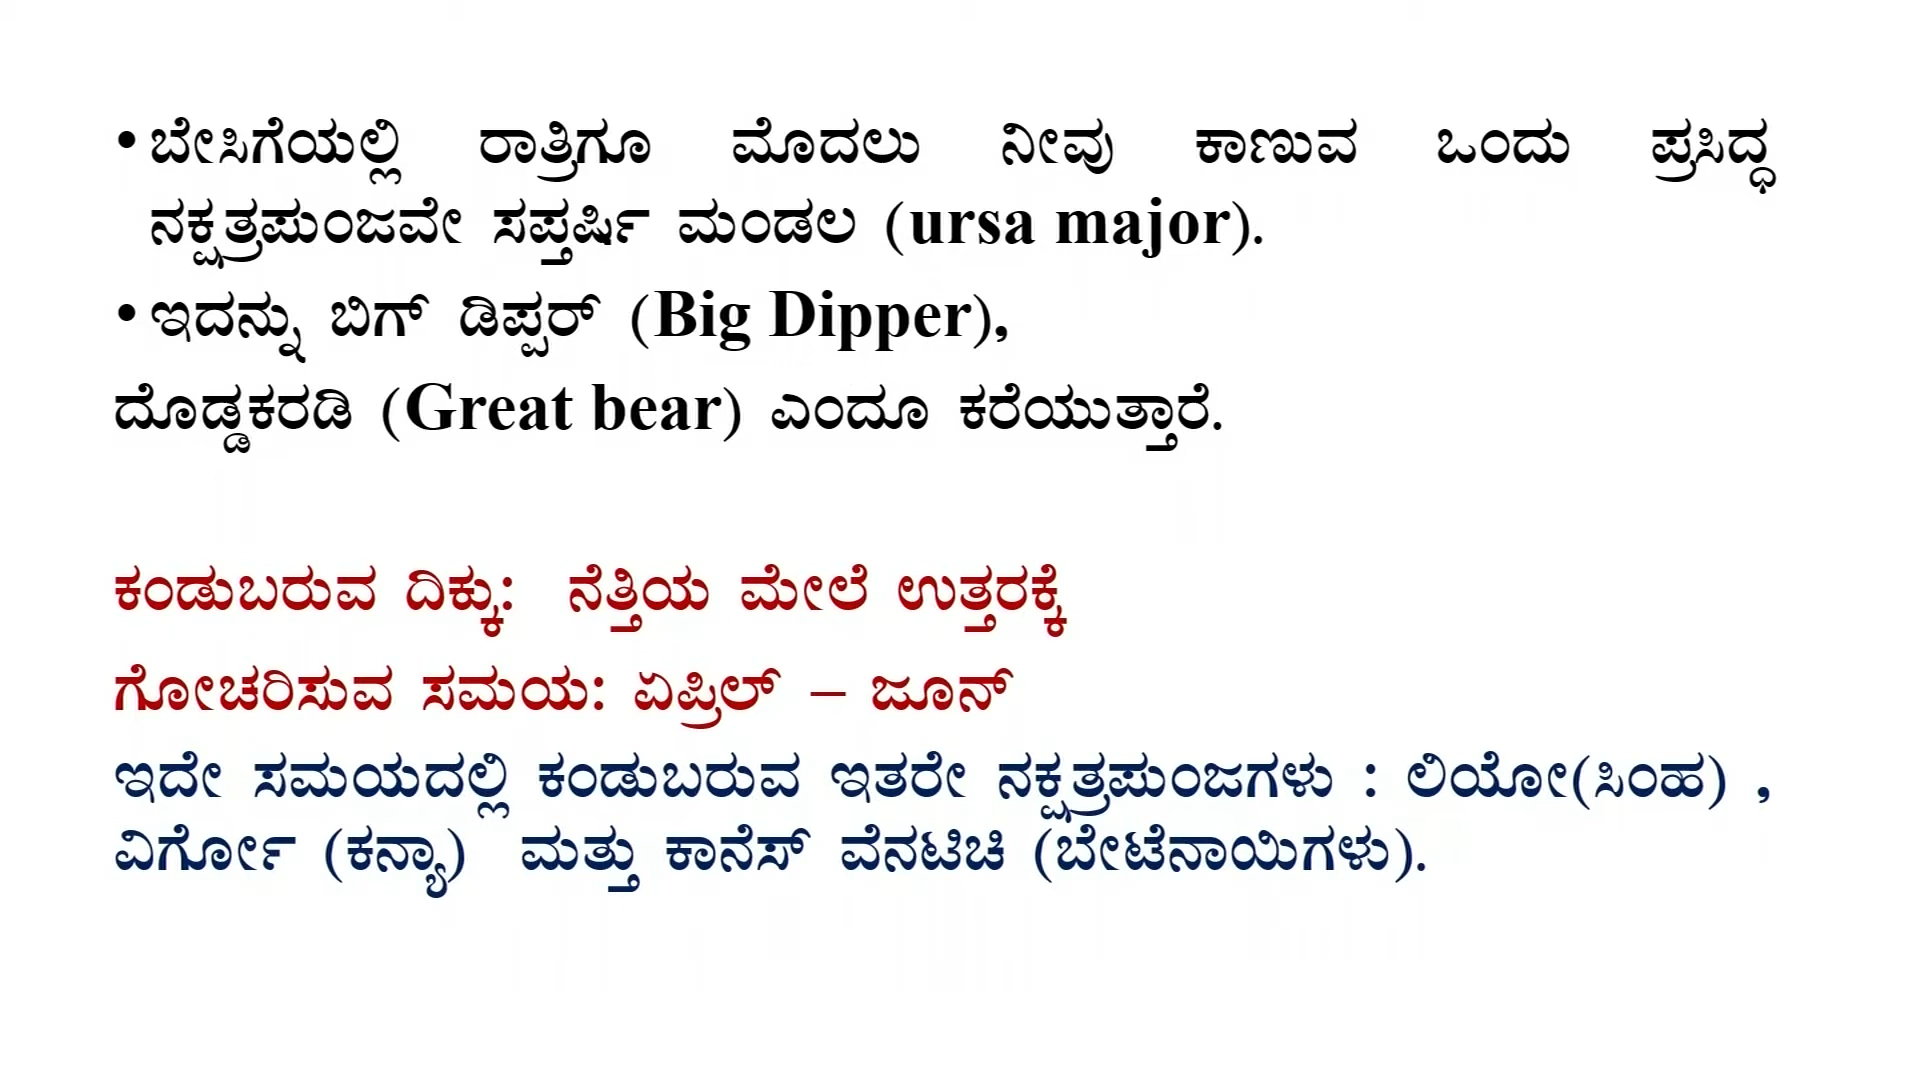 •ಬೇಸಿಗೆಯಲ್ಲಿ ರಾತ್ರಿಗೂ ಮೊದಲು ನೀವು ಕಾಣುವ ಒಂದು ಪ್ರಸಿದ್ಧ
ನಕ್ಷತ್ರಪುಂಜವೇ ಸಪ್ತರ್ಷಿ ಮಂಡಲ (ursa major).
•ಇದನ್ನು ಬಿಗ್ ಡಿಪ್ಪರ್ (Big Dipper),
ದೊಡ್ಡಕರಡಿ (Great bear) ಎಂದೂ ಕರೆಯುತ್ತಾರೆ.
ಕಂಡುಬರುವ ದಿಕ್ಕು: ನೆತ್ತಿಯ ಮೇಲೆ ಉತ್ತರಕ್ಕೆ
ಗೋಚರಿಸುವ ಸಮಯ: ಏಪ್ರಿಲ್ – ಜೂನ್
ಇದೇ ಸಮಯದಲ್ಲಿ ಕಂಡುಬರುವ ಇತರೇ ನಕ್ಷತ್ರಪುಂಜಗಳು : ಲಿಯೋ(ಸಿಂಹ) ,
ವಿರ್ಗೋ (ಕನ್ಯಾ) ಮತ್ತು ಕಾನೆಸ್ ವೆನಟಿಚಿ (ಬೇಟೆನಾಯಿಗಳು).